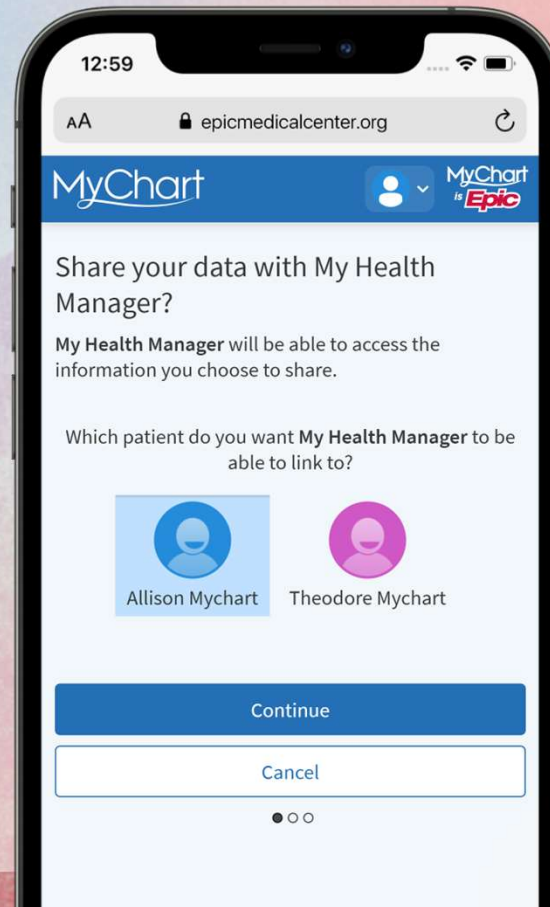 12:59
AA epicmedicalcenter.org
MyChart
MyChart
is Epic
Share your data with My Health
Manager?
My Health Manager will be able to access the
information you choose to share.
Which patient do you want My Health Manager to be
able to link to?
Allison Mychart Theodore Mychart
Continue
Cancel